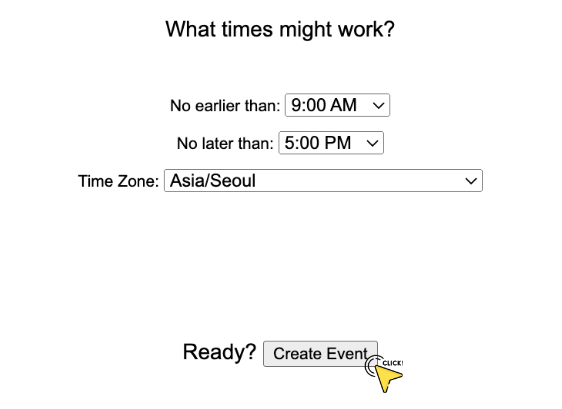 What times might work?
No earlier than: 9:00 AM
No later than: 5:00 PM
Time Zone: Asia/Seoul
Ready? Create Event
CLICK!